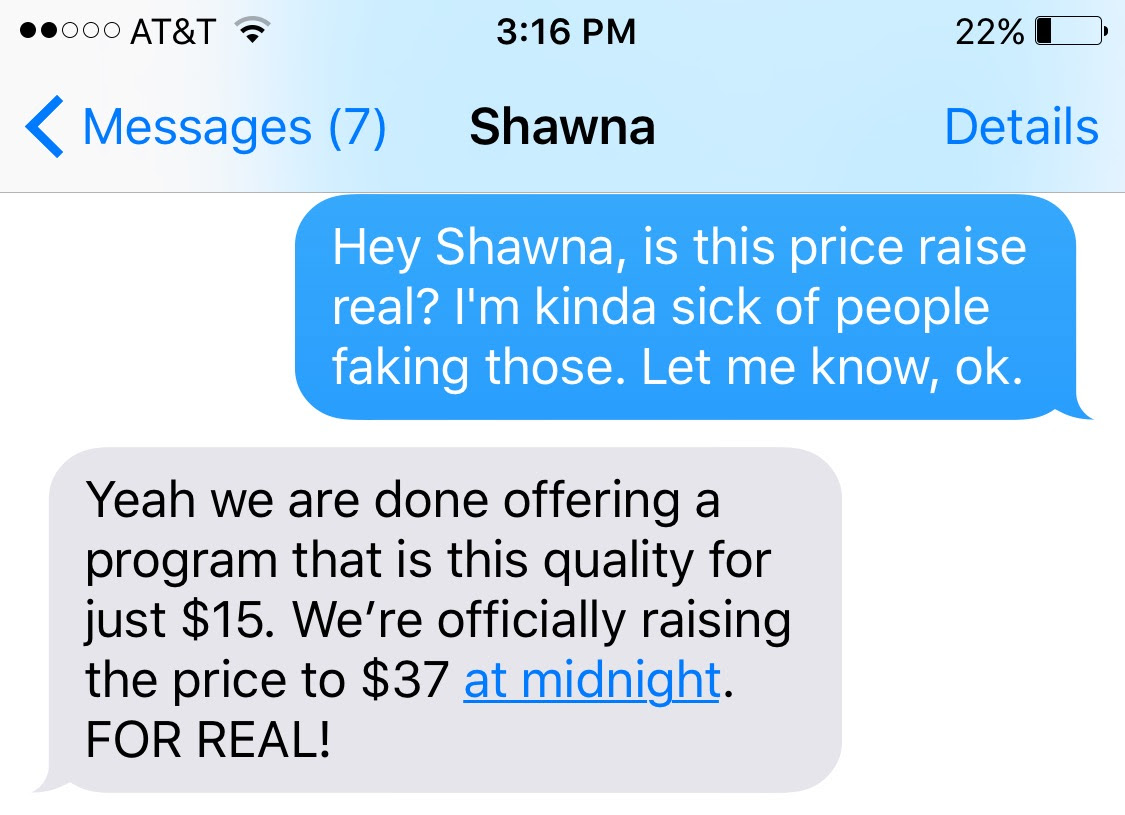 AT&T 3:16 PM 22%
Messages (7) Shawna Details
Hey Shawna, is this price raise
real? I'm kinda sick of people
faking those. Let me know, ok.
Yeah we are done offering a
program that is this quality for
just $15. We’re officially raising
the price to $37 at midnight.
FOR REAL!